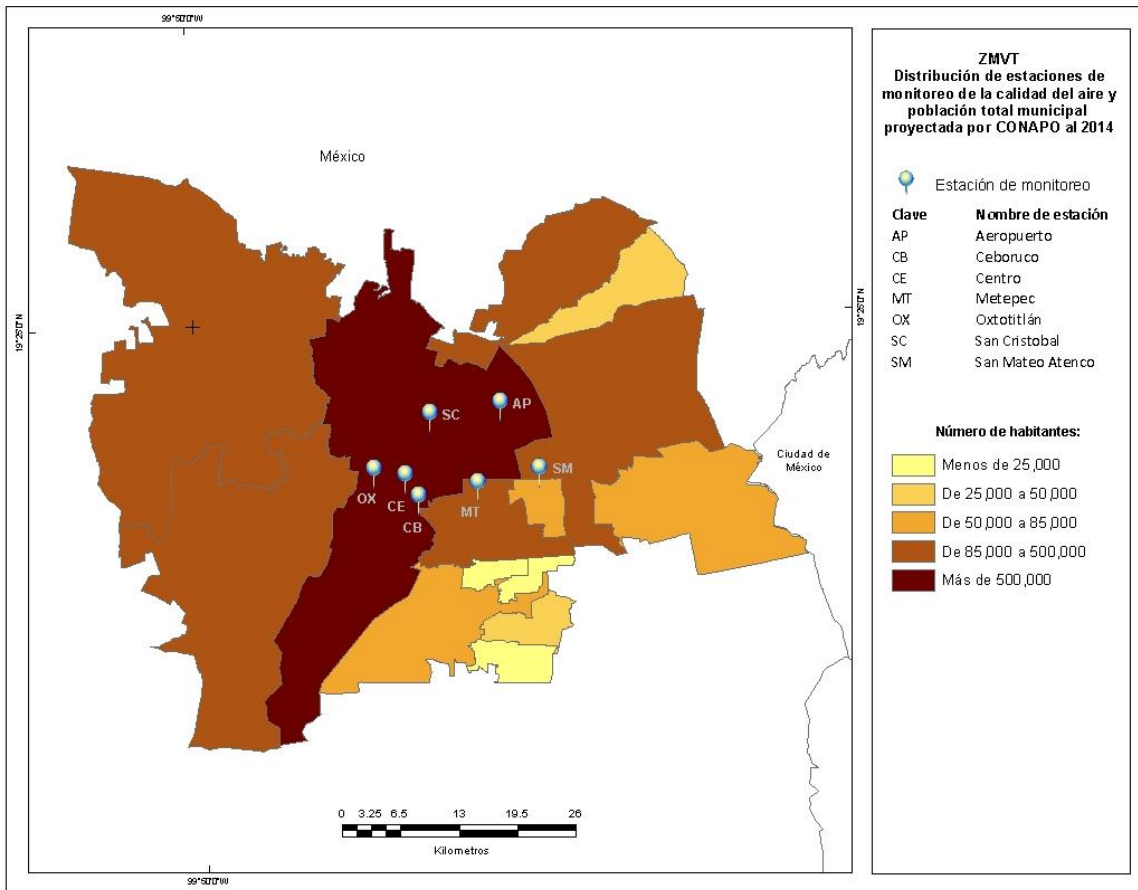 99°50'0"W
México
19°25'0"N
19°25'0"N
SC
AP
OX
CE
CB
MT
SM
Ciudad de
México
0 3.25 6.5 13 19.5 26
Kilometros
99°50'0"W
ZMVT
Distribución de estaciones de
monitoreo de la calidad del aire y
población total municipal
proyectada por CONAPO al 2014
Estación de monitoreo
Clave Nombre de estación
AP Aeropuerto
CB Ceboruco
CE Centro
MT Metepec
OX Oxtotitlán
SC San Cristobal
SM San Mateo Atenco
Número de habitantes:
Menos de 25,000
De 25,000 a 50,000
De 50,000 a 85,000
De 85,000 a 500,000
Más de 500,000